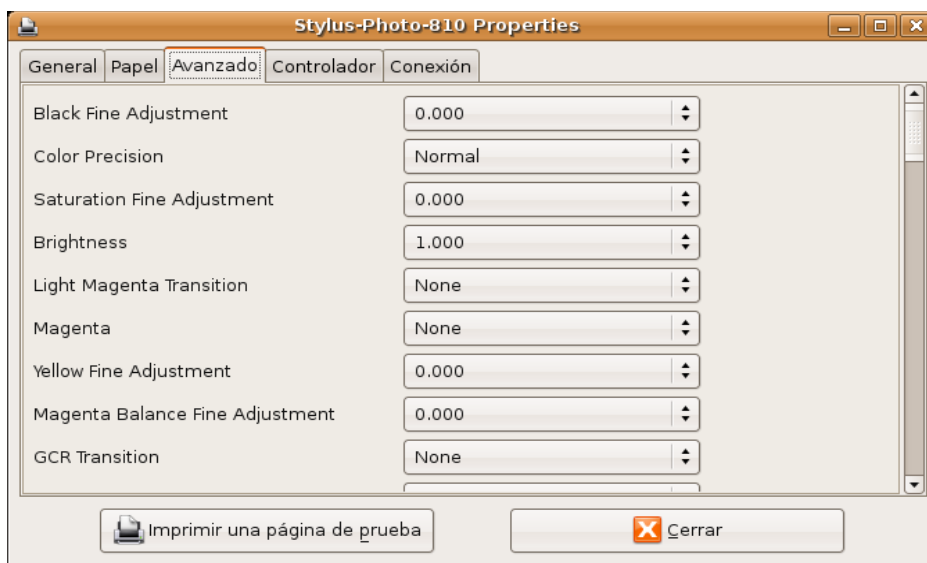 Stylus-Photo-810 Properties
General Papel Avanzado Controlador Conexión
Black Fine Adjustment 0.000
Color Precision Normal
Saturation Fine Adjustment 0.000
Brightness 1.000
Light Magenta Transition None
Magenta None
Yellow Fine Adjustment 0.000
Magenta Balance Fine Adjustment 0.000
GCR Transition None
Imprimir una página de prueba Cerrar